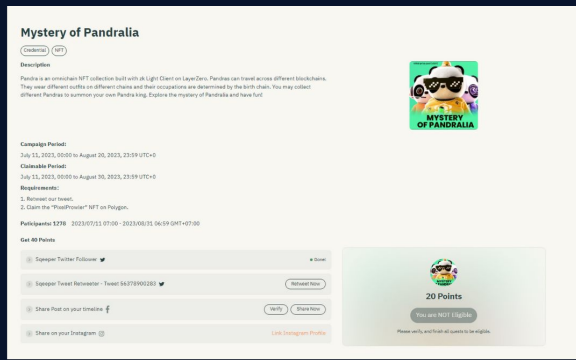 Mystery of Pandralia
Credential NFT
Description
Pandra is an omnichain NFT collection built with zk Light Client on LayerZero. Pandras can travel across different blockchains.
They wear different outfits on different chains and their occupations are determined by the birth chain. You may collect
different Pandras to summon your own Pandra king. Explore the mystery of Pandralia and have fun!
MYSTERY
OF PANDRALIA
Campaign Period:
July 11, 2023, 00:00 to August 20, 2023, 23:59 UTC+0
Claimable Period:
July 11, 2023, 00:00 to August 30, 2023, 23:59 UTC+0
Requirements:
1. Retweet our tweet.
2. Claim the "PixelProwler" NFT on Polygon.
Paticipants: 1278 2023/07/11 07:00 - 2023/08/31 06:59 GMT+07:00
Get 40 Points
Sqeeper Twitter Follower
Sqeeper Tweet Retweeter - Tweet 56378900283
Retweet Now
Share Post on your timeline
Verify Share Now
Share on your Instagram
Link Instagram Profile
20 Points
You are NOT Eligible
Please verify and finish all quests to be eligible.